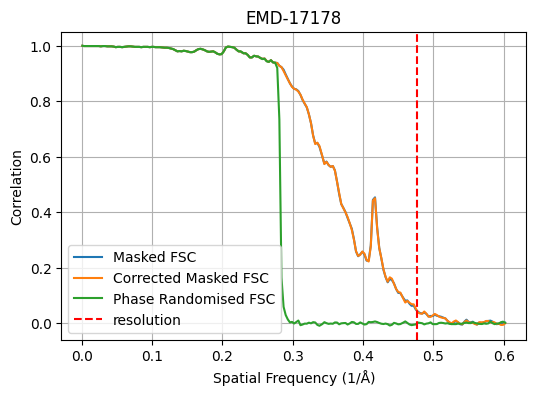 EMD-17178
1.0
0.8
0.6
0.4
0.2
0.0
Correlation
Masked FSC
Corrected Masked FSC
Phase Randomised FSC
resolution
0.0 0.1 0.2 0.3 0.4 0.5 0.6
Spatial Frequency (1/Å)